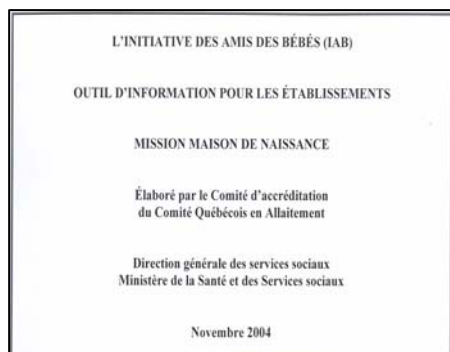 L'INITIATIVE DES AMIS DES BÉBÉS (IAB)
OUTIL D'INFORMATION POUR LES ÉTABLISSEMENTS
MISSION MAISON DE NAISSANCE
Élaboré par le Comité d'accréditation
du Comité Québécois en Allaitement
Direction générale des services sociaux
Ministère de la Santé et des Services sociaux
Novembre 2004